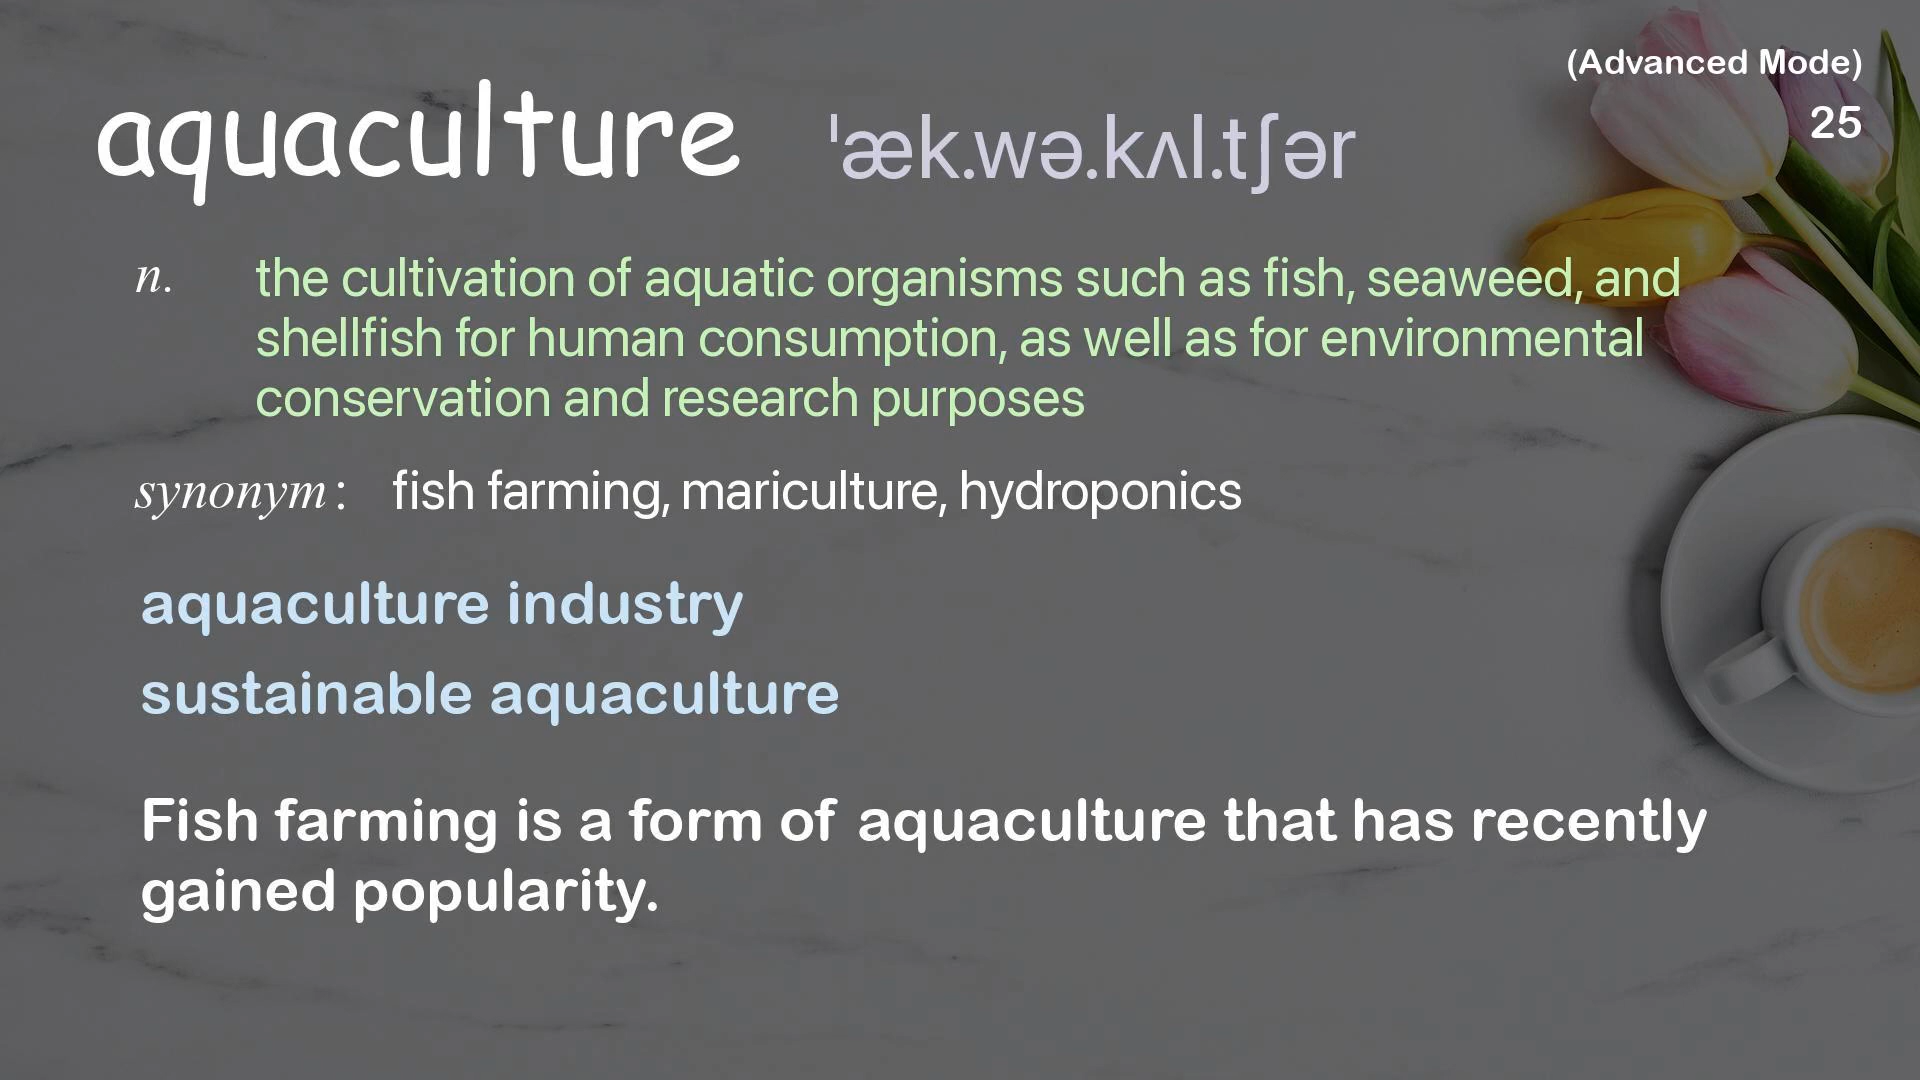 (Advanced Mode)
aquaculture ˈæk.wə.kʌl.tʃər
25
n. the cultivation of aquatic organisms such as fish, seaweed, and
shellfish for human consumption, as well as for environmental
conservation and research purposes
synonym: fish farming, mariculture, hydroponics
aquaculture industry
sustainable aquaculture
Fish farming is a form of aquaculture that has recently
gained popularity.